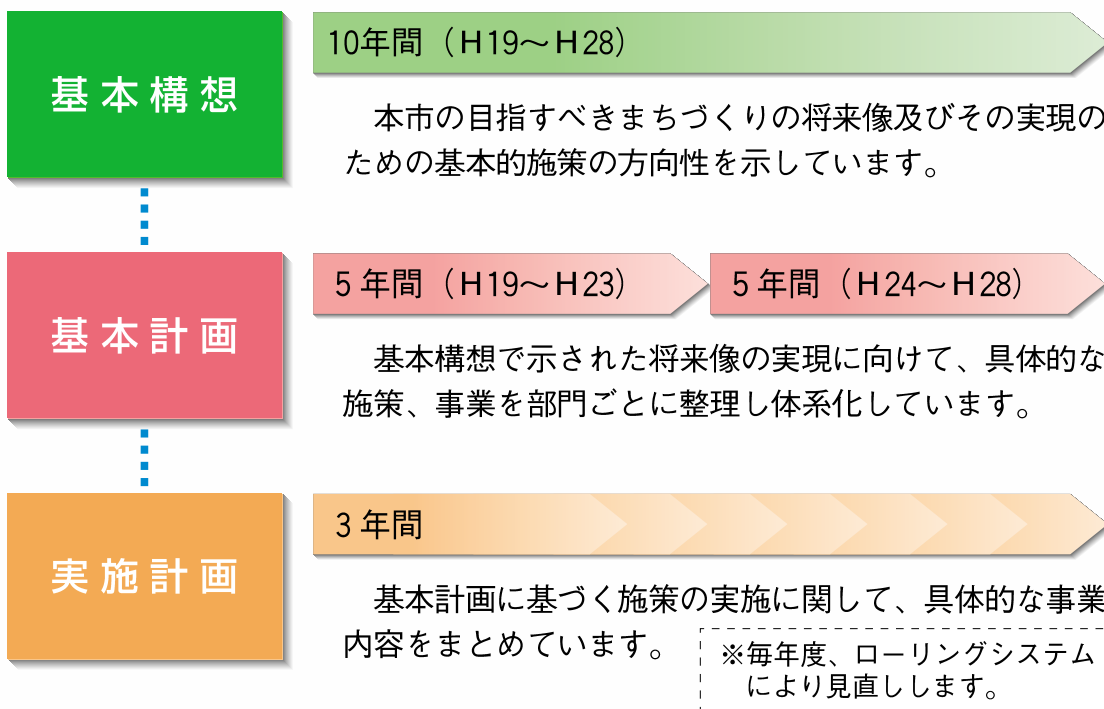 基本構想
10年間（H19～H28）
本市の目指すべきまちづくりの将来像及びその実現の
ための基本的施策の方向性を示しています。
基本計画
5年間（H19～H23）
5年間（H24～H28）
基本構想で示された将来像の実現に向けて、具体的な
施策、事業を部門ごとに整理し体系化しています。
実施計画
3年間
基本計画に基づく施策の実施に関して、具体的な事業
内容をまとめています。
※毎年度、ローリングシステム
により見直しします。